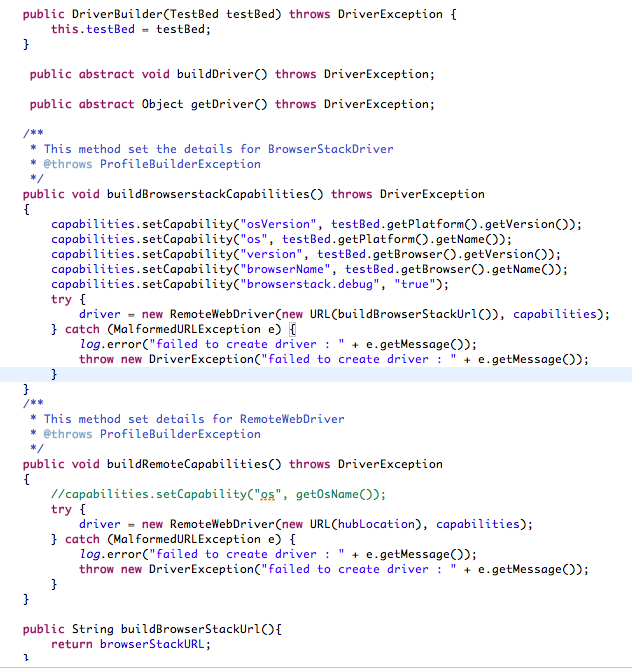 public DriverBuilder(TestBed testBed) throws DriverException {
    this.testBed = testBed;
}
public abstract void buildDriver() throws DriverException;
public abstract Object getDriver() throws DriverException;
/**
 * This method set the details for BrowserStackDriver
 * @throws ProfileBuilderException
 */
public void buildBrowserstackCapabilities() throws DriverException
{
    capabilities.setCapability("osVersion", testBed.getPlatform().getVersion());
    capabilities.setCapability("os", testBed.getPlatform().getName());
    capabilities.setCapability("version", testBed.getBrowser().getVersion());
    capabilities.setCapability("browserName", testBed.getBrowser().getName());
    capabilities.setCapability("browserstack.debug", "true");
    try {
        driver = new RemoteWebDriver(new URL(buildBrowserStackUrl()), capabilities);
    } catch (MalformedURLException e) {
        log.error("failed to create driver : " + e.getMessage());
        throw new DriverException("failed to create driver : " + e.getMessage());
    }
}
/**
 * This method set details for RemoteWebDriver
 * @throws ProfileBuilderException
 */
public void buildRemoteCapabilities() throws DriverException
{
    //capabilities.setCapability("os", getOsName());
    try {
        driver = new RemoteWebDriver(new URL(hubLocation), capabilities);
    } catch (MalformedURLException e) {
        log.error("failed to create driver : " + e.getMessage());
        throw new DriverException("failed to create driver : " + e.getMessage());
    }
}
public String buildBrowserStackUrl(){
    return browserStackURL;
}